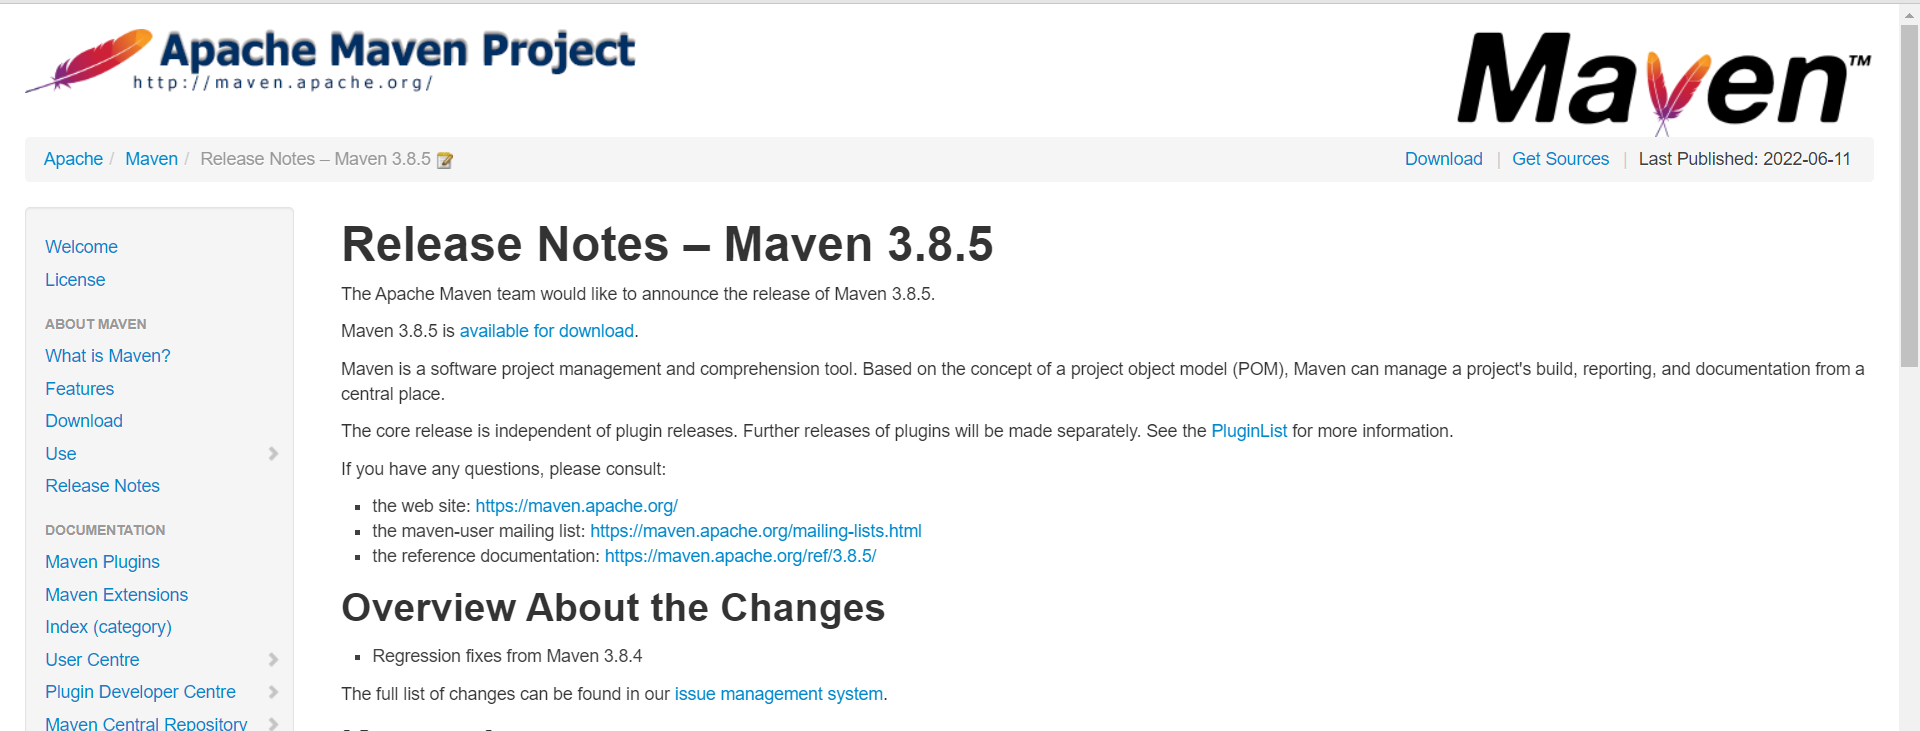 Apache Maven Project
http://maven.apache.org/
Maven™
Apache / Maven / Release Notes – Maven 3.8.5
Download | Get Sources | Last Published: 2022-06-11
Welcome
License
ABOUT MAVEN
What is Maven?
Features
Download
Use
Release Notes
DOCUMENTATION
Maven Plugins
Maven Extensions
Index (category)
User Centre
Plugin Developer Centre
Maven Central Repository
Release Notes – Maven 3.8.5
The Apache Maven team would like to announce the release of Maven 3.8.5.
Maven 3.8.5 is available for download.
Maven is a software project management and comprehension tool. Based on the concept of a project object model (POM), Maven can manage a project's build, reporting, and documentation from a
central place.
The core release is independent of plugin releases. Further releases of plugins will be made separately. See the PluginList for more information.
If you have any questions, please consult:
▪ the web site: https://maven.apache.org/
▪ the maven-user mailing list: https://maven.apache.org/mailing-lists.html
▪ the reference documentation: https://maven.apache.org/ref/3.8.5/
Overview About the Changes
▪ Regression fixes from Maven 3.8.4
The full list of changes can be found in our issue management system.